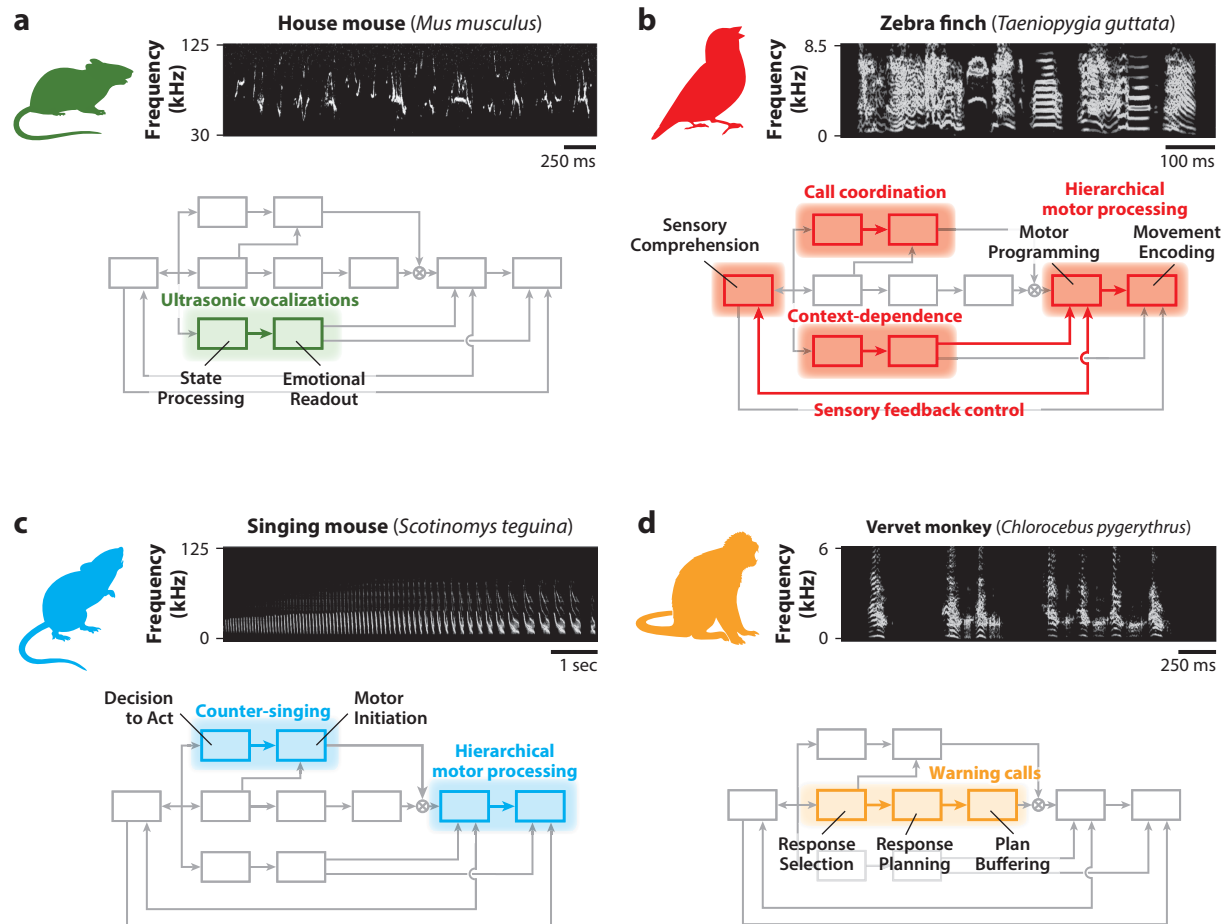 a
House mouse (Mus musculus)
Frequency
(kHz)
125
30
250 ms
Ultrasonic vocalizations
State
Processing
Emotional
Readout
b
Zebra finch (Taeniopygia guttata)
Frequency
(kHz)
8.5
0
100 ms
Call coordination
Hierarchical
motor processing
Sensory
Comprehension
Motor
Programming
Movement
Encoding
Context-dependence
Sensory feedback control
c
Singing mouse (Scotinomys teguina)
Frequency
(kHz)
125
0
1 sec
Decision
to Act
Counter-singing
Motor
Initiation
Hierarchical
motor processing
d
Vervet monkey (Chlorocebus pygerythrus)
Frequency
(kHz)
6
0
250 ms
Warning calls
Response
Selection
Response
Planning
Plan
Buffering